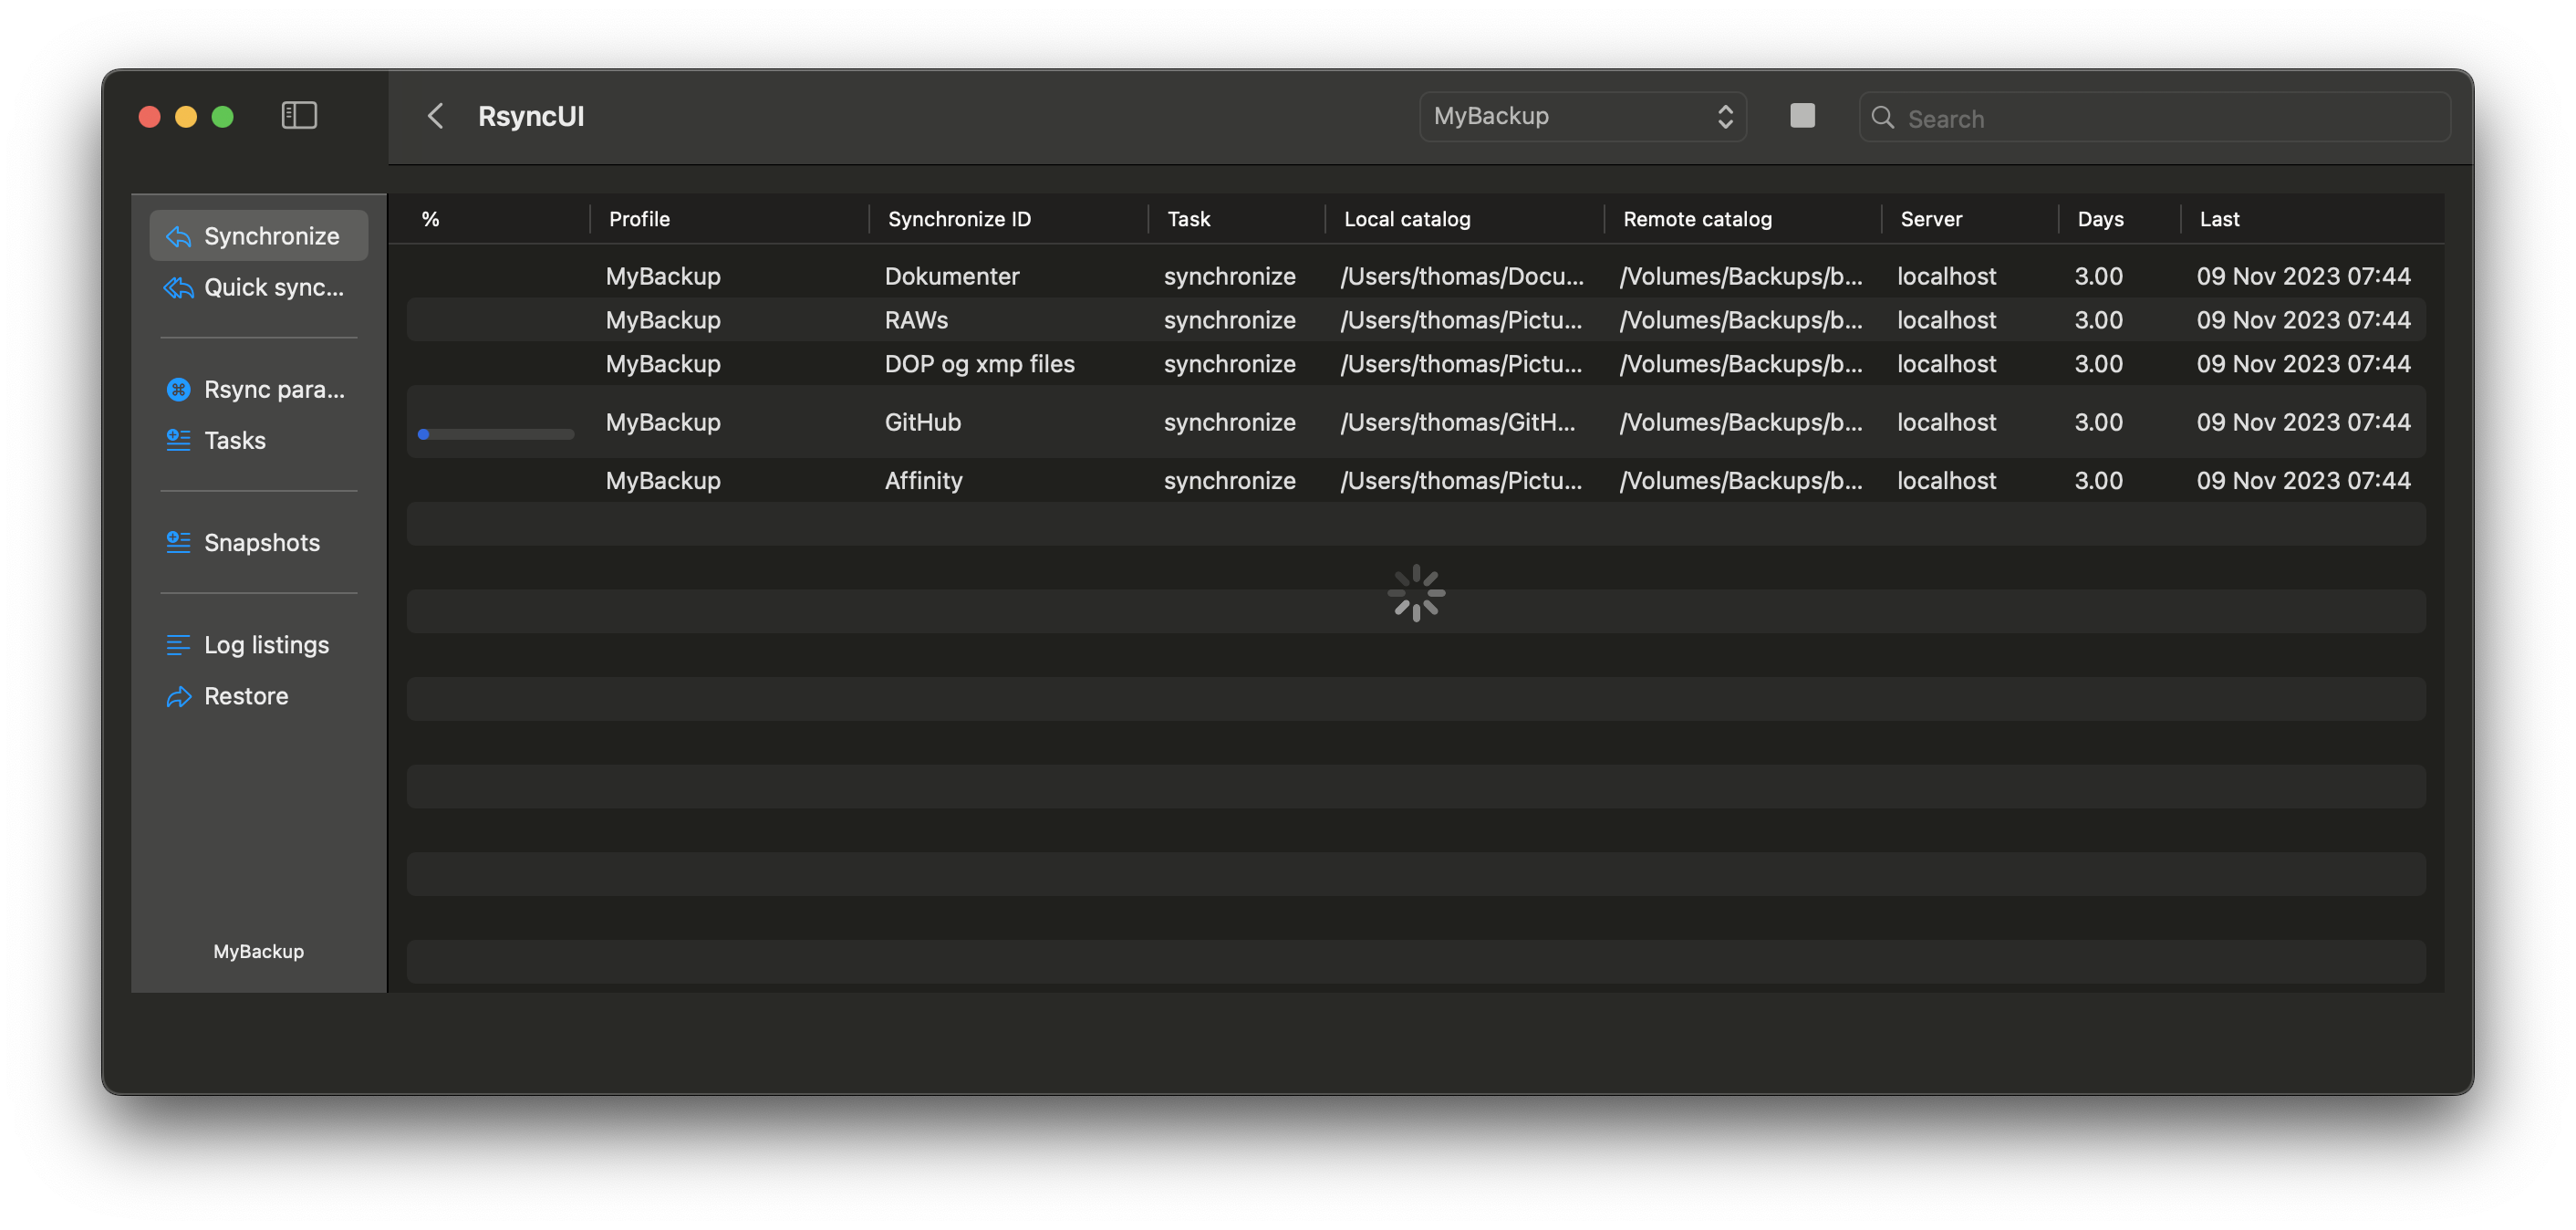 RsyncUI
MyBackup
Search
Synchronize
Quick sync...
Rsync para...
Tasks
Snapshots
Log listings
Restore
MyBackup
% Profile Synchronize ID Task Local catalog Remote catalog Server Days Last
MyBackup Dokumenter synchronize /Users/thomas/Docu... /Volumes/Backups/b... localhost 3.00 09 Nov 2023 07:44
MyBackup RAWs synchronize /Users/thomas/Pictu... /Volumes/Backups/b... localhost 3.00 09 Nov 2023 07:44
MyBackup DOP og xmp files synchronize /Users/thomas/Pictu... /Volumes/Backups/b... localhost 3.00 09 Nov 2023 07:44
MyBackup GitHub synchronize /Users/thomas/GitH... /Volumes/Backups/b... localhost 3.00 09 Nov 2023 07:44
MyBackup Affinity synchronize /Users/thomas/Pictu... /Volumes/Backups/b... localhost 3.00 09 Nov 2023 07:44